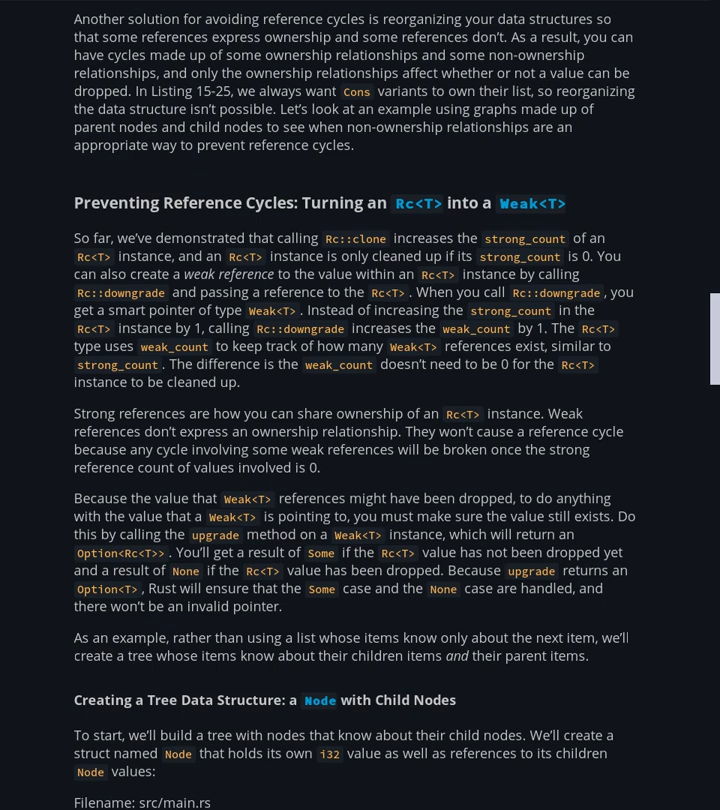 Another solution for avoiding reference cycles is reorganizing your data structures so
that some references express ownership and some references don’t. As a result, you can
have cycles made up of some ownership relationships and some non-ownership
relationships, and only the ownership relationships affect whether or not a value can be
dropped. In Listing 15-25, we always want Cons variants to own their list, so reorganizing
the data structure isn’t possible. Let’s look at an example using graphs made up of
parent nodes and child nodes to see when non-ownership relationships are an
appropriate way to prevent reference cycles.
Preventing Reference Cycles: Turning an Rc<T> into a Weak<T>
So far, we’ve demonstrated that calling Rc::clone increases the strong_count of an
Rc<T> instance, and an Rc<T> instance is only cleaned up if its strong_count is 0. You
can also create a weak reference to the value within an Rc<T> instance by calling
Rc::downgrade and passing a reference to the Rc<T>. When you call Rc::downgrade, you
get a smart pointer of type Weak<T>. Instead of increasing the strong_count in the
Rc<T> instance by 1, calling Rc::downgrade increases the weak_count by 1. The Rc<T>
type uses weak_count to keep track of how many Weak<T> references exist, similar to
strong_count. The difference is the weak_count doesn’t need to be 0 for the Rc<T>
instance to be cleaned up.
Strong references are how you can share ownership of an Rc<T> instance. Weak
references don’t express an ownership relationship. They won’t cause a reference cycle
because any cycle involving some weak references will be broken once the strong
reference count of values involved is 0.
Because the value that Weak<T> references might have been dropped, to do anything
with the value that a Weak<T> is pointing to, you must make sure the value still exists. Do
this by calling the upgrade method on a Weak<T> instance, which will return an
Option<Rc<T>>. You’ll get a result of Some if the Rc<T> value has not been dropped yet
and a result of None if the Rc<T> value has been dropped. Because upgrade returns an
Option<T>, Rust will ensure that the Some case and the None case are handled, and
there won’t be an invalid pointer.
As an example, rather than using a list whose items know only about the next item, we’ll
create a tree whose items know about their children items and their parent items.
Creating a Tree Data Structure: a Node with Child Nodes
To start, we’ll build a tree with nodes that know about their child nodes. We’ll create a
struct named Node that holds its own i32 value as well as references to its children
Node values:
Filename: src/main.rs